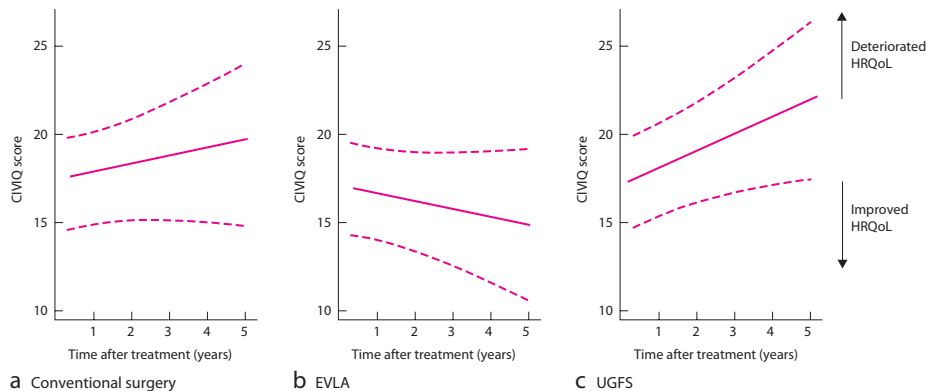 25
20
15
10
CIVIQ score
1 2 3 4 5
Time after treatment (years)
a Conventional surgery
25
20
15
10
CIVIQ score
1 2 3 4 5
Time after treatment (years)
b EVLA
25
20
15
10
CIVIQ score
1 2 3 4 5
Time after treatment (years)
c UGFS
Deteriorated
HRQoL
Improved
HRQoL